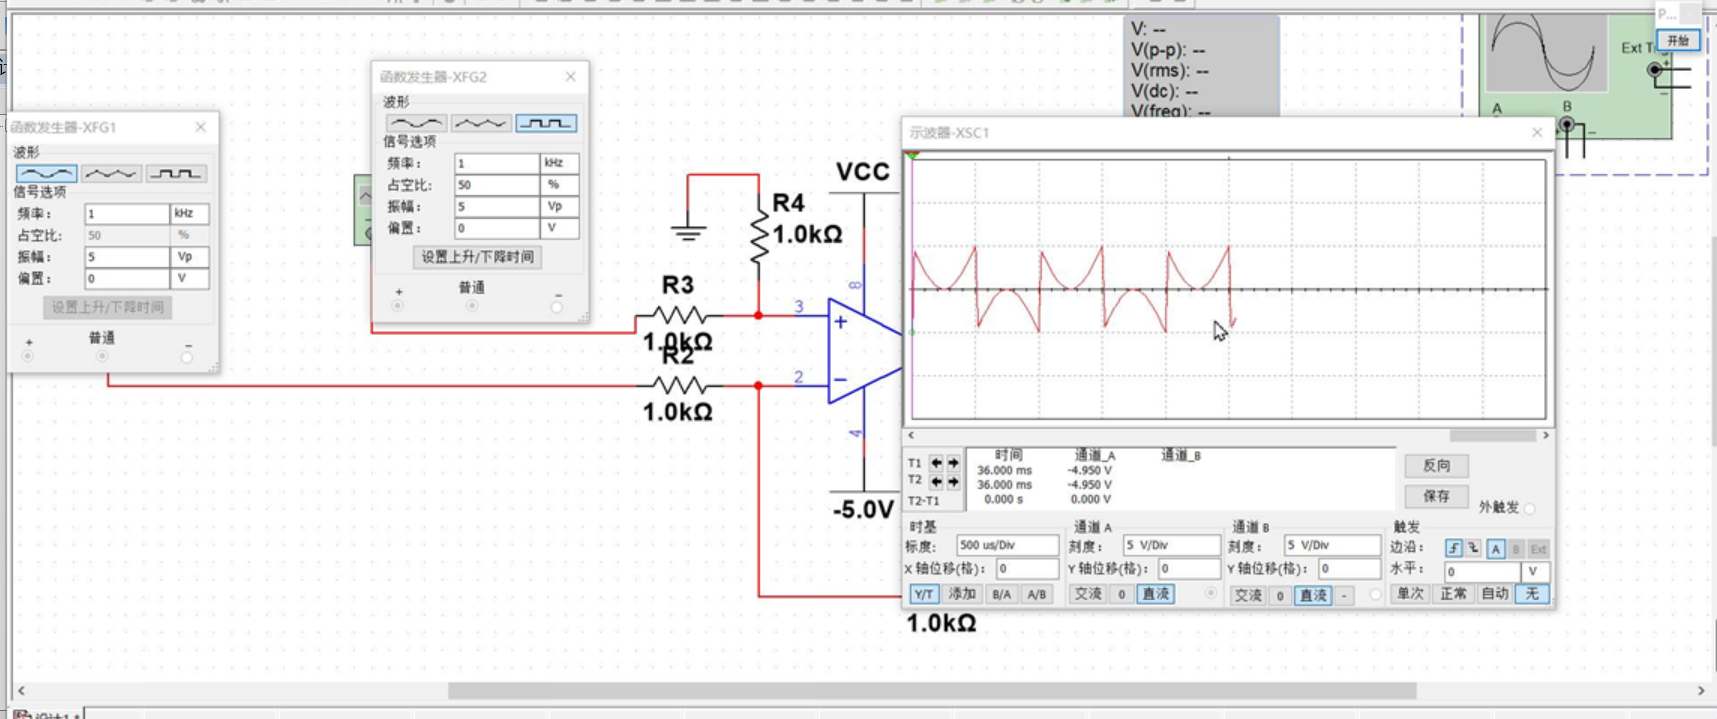 P...
开始
Ext Tr
A
B
V: --
V(p-p): --
V(rms): --
V(dc): --
V(freq): --
函数发生器-XFG2
波形
信号选项
频率: 1 kHz
占空比: 50 %
振幅: 5 Vp
偏置: 0 V
设置上升/下降时间
+ 普通 -
函数发生器-XFG1
波形
信号选项
频率: 1 kHz
占空比: 50 %
振幅: 5 Vp
偏置: 0 V
设置上升/下降时间
+ 普通 -
VCC
R4
1.0kΩ
R3
1.0kΩ
R2
1.0kΩ
3
8
+
2
-
4
-5.0V
1.0kΩ
示波器-XSC1
时间 通道_A 通道_B
T1 36.000 ms -4.950 V
T2 36.000 ms -4.950 V
T2-T1 0.000 s 0.000 V
反向
保存
外触发
时基
标度: 500 us/Div
X 轴位移(格): 0
Y/T 添加 B/A A/B
通道 A
刻度: 5 V/Div
Y 轴位移(格): 0
交流 0 直流
通道 B
刻度: 5 V/Div
Y 轴位移(格): 0
交流 0 直流 -
触发
边沿: A B Ext
水平: 0 V
单次 正常 自动 无
设计1 *